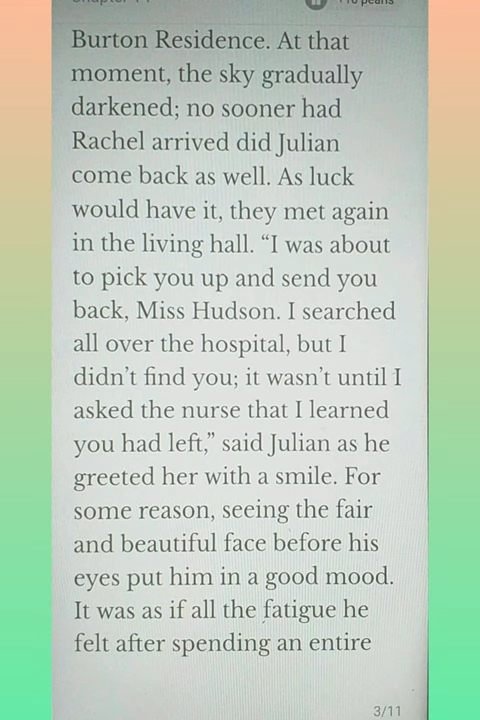 Burton Residence. At that
moment, the sky gradually
darkened; no sooner had
Rachel arrived did Julian
come back as well. As luck
would have it, they met again
in the living hall. “I was about
to pick you up and send you
back, Miss Hudson. I searched
all over the hospital, but I
didn’t find you; it wasn’t until I
asked the nurse that I learned
you had left,” said Julian as he
greeted her with a smile. For
some reason, seeing the fair
and beautiful face before his
eyes put him in a good mood.
It was as if all the fatigue he
felt after spending an entire
3/11